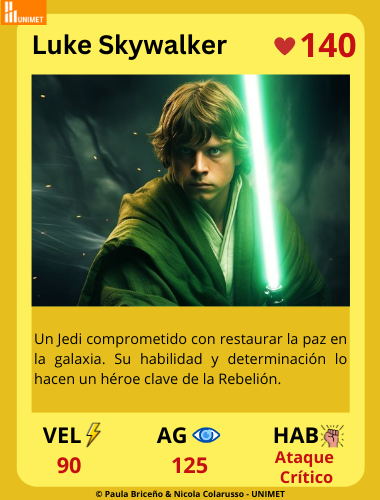 UNIMET
Luke Skywalker
140
Un Jedi comprometido con restaurar la paz en
la galaxia. Su habilidad y determinación lo
hacen un héroe clave de la Rebelión.
VEL AG HAB
90 125 Ataque
Crítico
© Paula Briceño & Nicola Colarusso - UNIMET